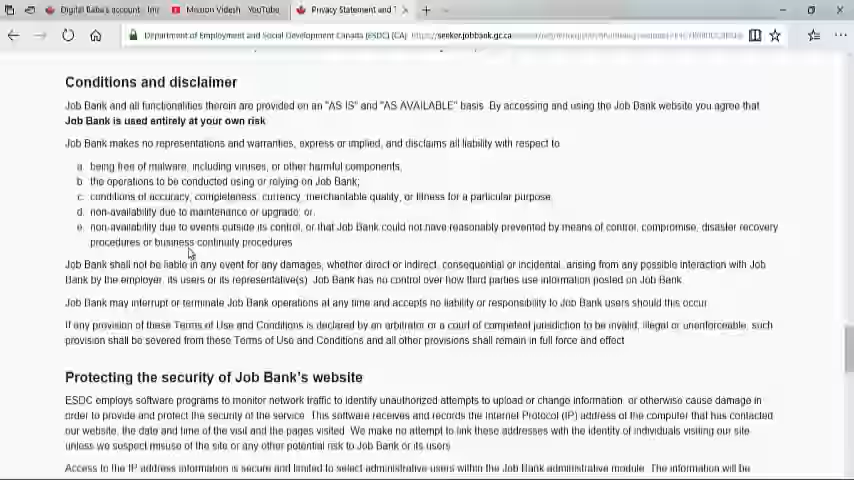 Digital Baba's account
Mission Videsh YouTube
Privacy Statement and T
Department of Employment and Social Development Canada (ESDC) [CA] https://seeker.jobbank.gc.ca
Conditions and disclaimer
Job Bank and all functionalities therein are provided on an "AS IS" and "AS AVAILABLE" basis. By accessing and using the Job Bank website you agree that
Job Bank is used entirely at your own risk
Job Bank makes no representations and warranties, express or implied, and disclaims all liability with respect to
a. being free of malware, including viruses, or other harmful components;
b. the operations to be conducted using or relying on Job Bank;
c. conditions of accuracy, completeness, currency, merchantable quality, or fitness for a particular purpose
d. non-availability due to maintenance or upgrade; or.
e. non-availability due to events outside its control, or that Job Bank could not have reasonably prevented by means of control, compromise, disaster recovery
procedures or business continuity procedures
Job Bank shall not be liable in any event for any damages, whether direct or indirect, consequential or incidental, arising from any possible interaction with Job
Bank by the employer, its users or its representative(s). Job Bank has no control over how third parties use information posted on Job Bank.
Job Bank may interrupt or terminate Job Bank operations at any time and accepts no liability or responsibility to Job Bank users should this occur.
If any provision of these Terms of Use and Conditions is declared by an arbitrator or a court of competent jurisdiction to be invalid, illegal or unenforceable, such
provision shall be severed from these Terms of Use and Conditions and all other provisions shall remain in full force and effect
Protecting the security of Job Bank's website
ESDC employs software programs to monitor network traffic to identify unauthorized attempts to upload or change information, or otherwise cause damage in
order to provide and protect the security of the service. This software receives and records the Internet Protocol (IP) address of the computer that has contacted
our website, the date and time of the visit and the pages visited. We make no attempt to link these addresses with the identity of individuals visiting our site
unless we suspect misuse of the site or any other potential risk to Job Bank or its users
Access to the IP address information is secure and limited to select administrative users within the Job Bank administrative module. The information will be